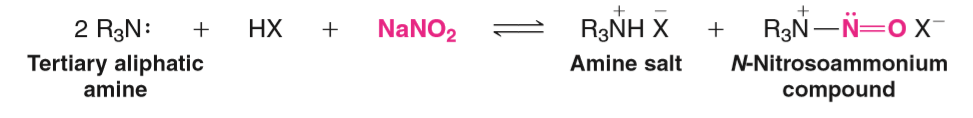 2 R₃N: + HX + NaNO₂ ⇌ R₃N⁺H X⁻ + R₃N⁺—N̈=O X⁻
Tertiary aliphatic amine
Amine salt
N-Nitrosoammonium compound